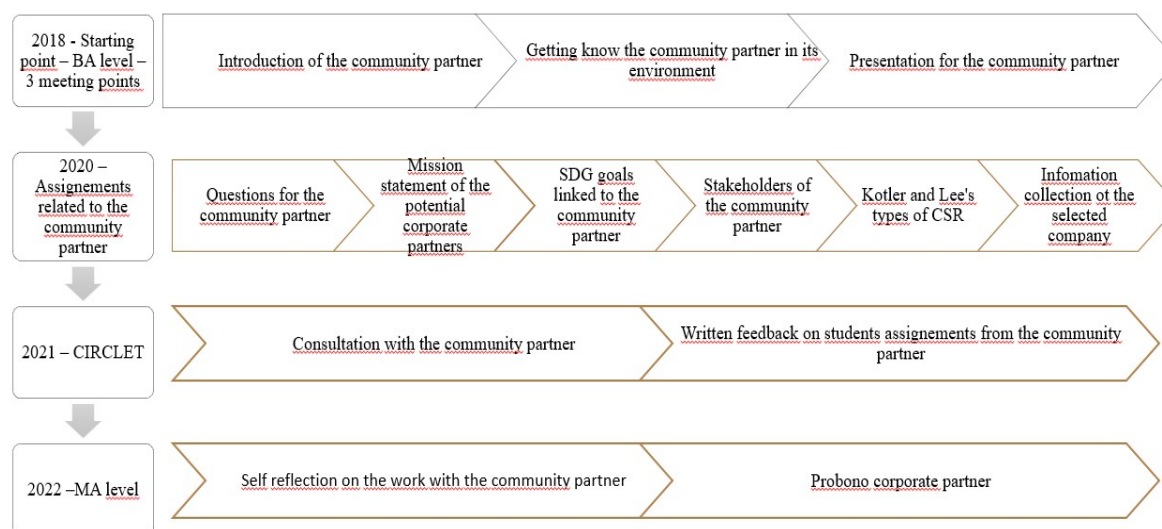 2018 - Starting
point – BA level –
3 meeting points
Introduction of the community partner
Getting know the community partner in its
environment
Presentation for the community partner
2020 –
Assignements
related to the
community
partner
Questions for the
community partner
Mission
statement of the
potential
corporate
partners
SDG goals
linked to the
community
partner
Stakeholders of
the community
partner
Kotler and Lee's
types of CSR
Infomation
collection ot the
selected
company
2021 – CIRCLET
Consultation with the community partner
Written feedback on students assignements from the community
partner
2022 –MA level
Self reflection on the work with the community partner
Probono corporate partner